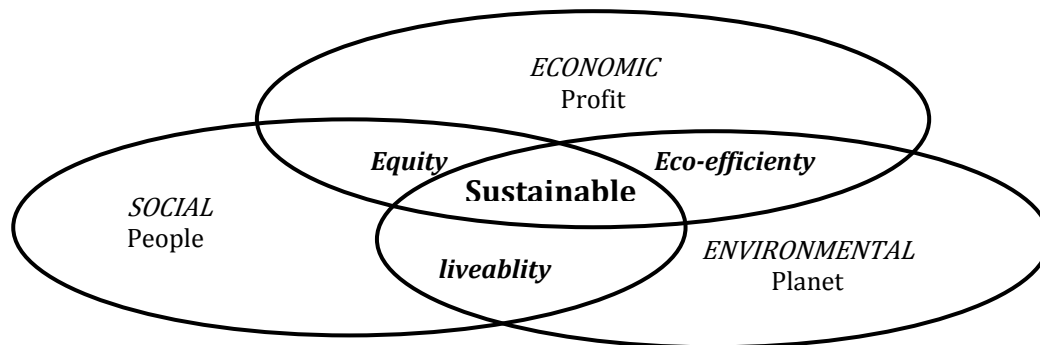 ECONOMIC
Profit
Equity
Eco-efficienty
Sustainable
SOCIAL
People
ENVIRONMENTAL
Planet
liveablity